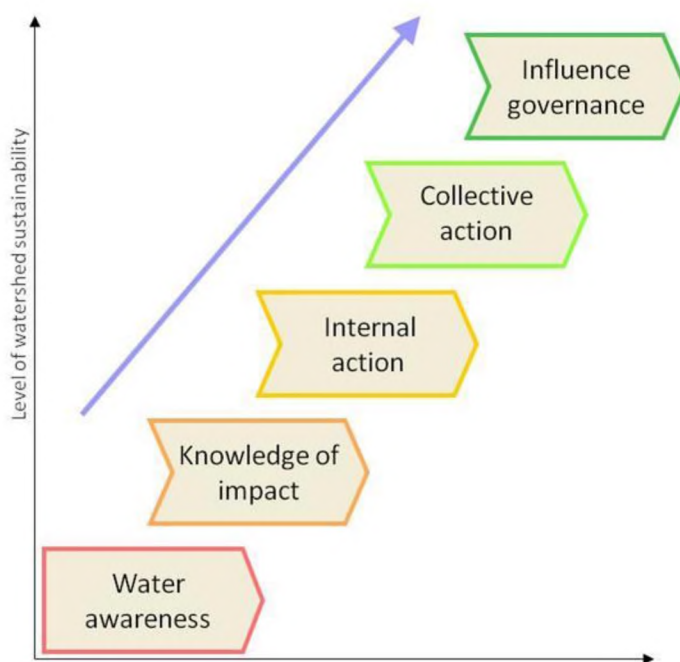 Level of watershed sustainability
Influence
governance
Collective
action
Internal
action
Knowledge of
impact
Water
awareness